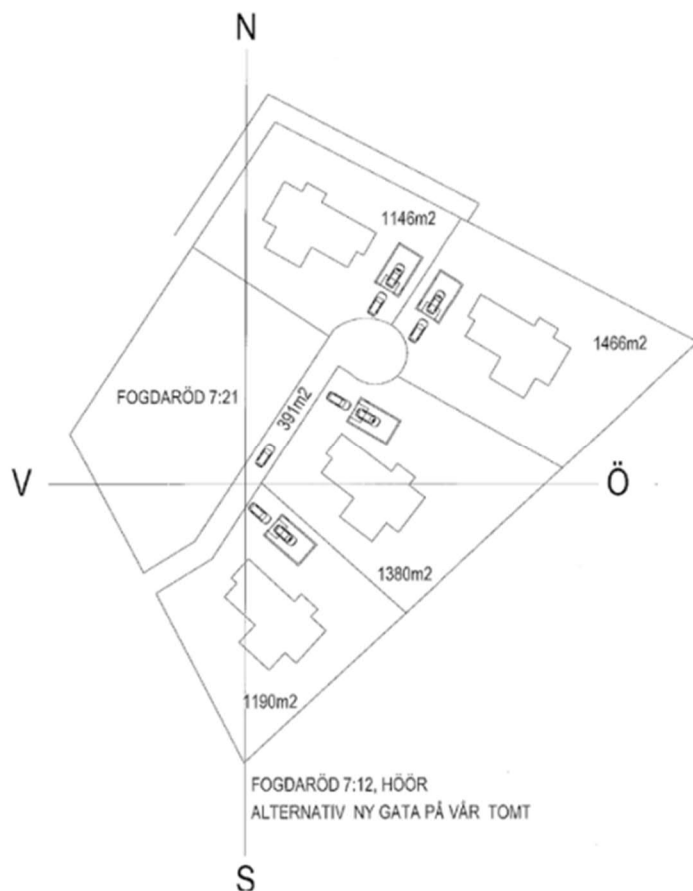 N
1146m2
1466m2
FOGDARÖD 7:21
391m2
V
Ö
1380m2
1190m2
FOGDARÖD 7:12, HÖÖR
ALTERNATIV NY GATA PÅ VÅR TOMT
S